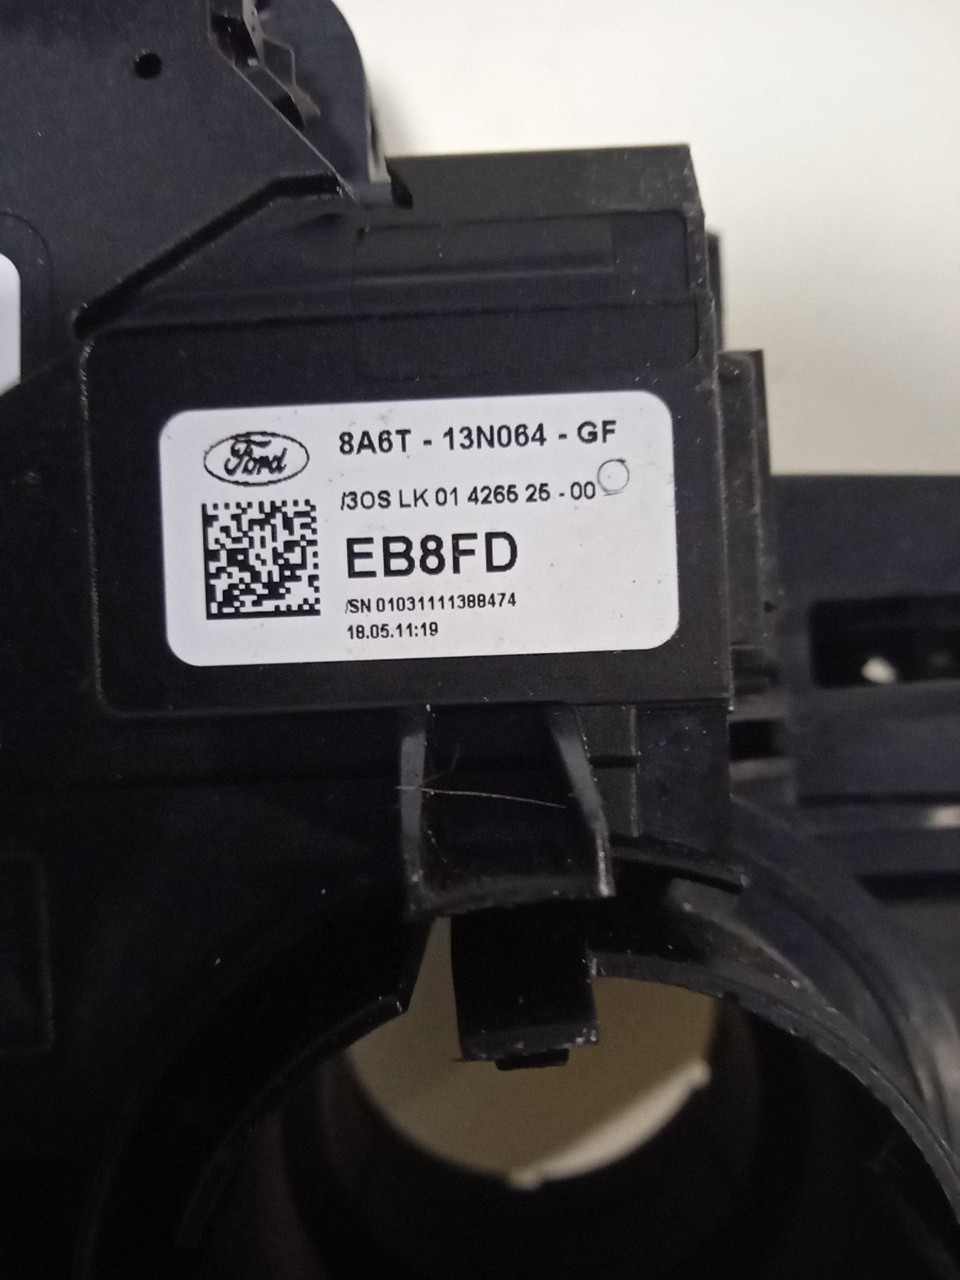 Ford
8A6T - 13N064 - GF
/3OS LK 01 4265 25 - 00
EB8FD
/SN 01031111388474
18.05.11:19